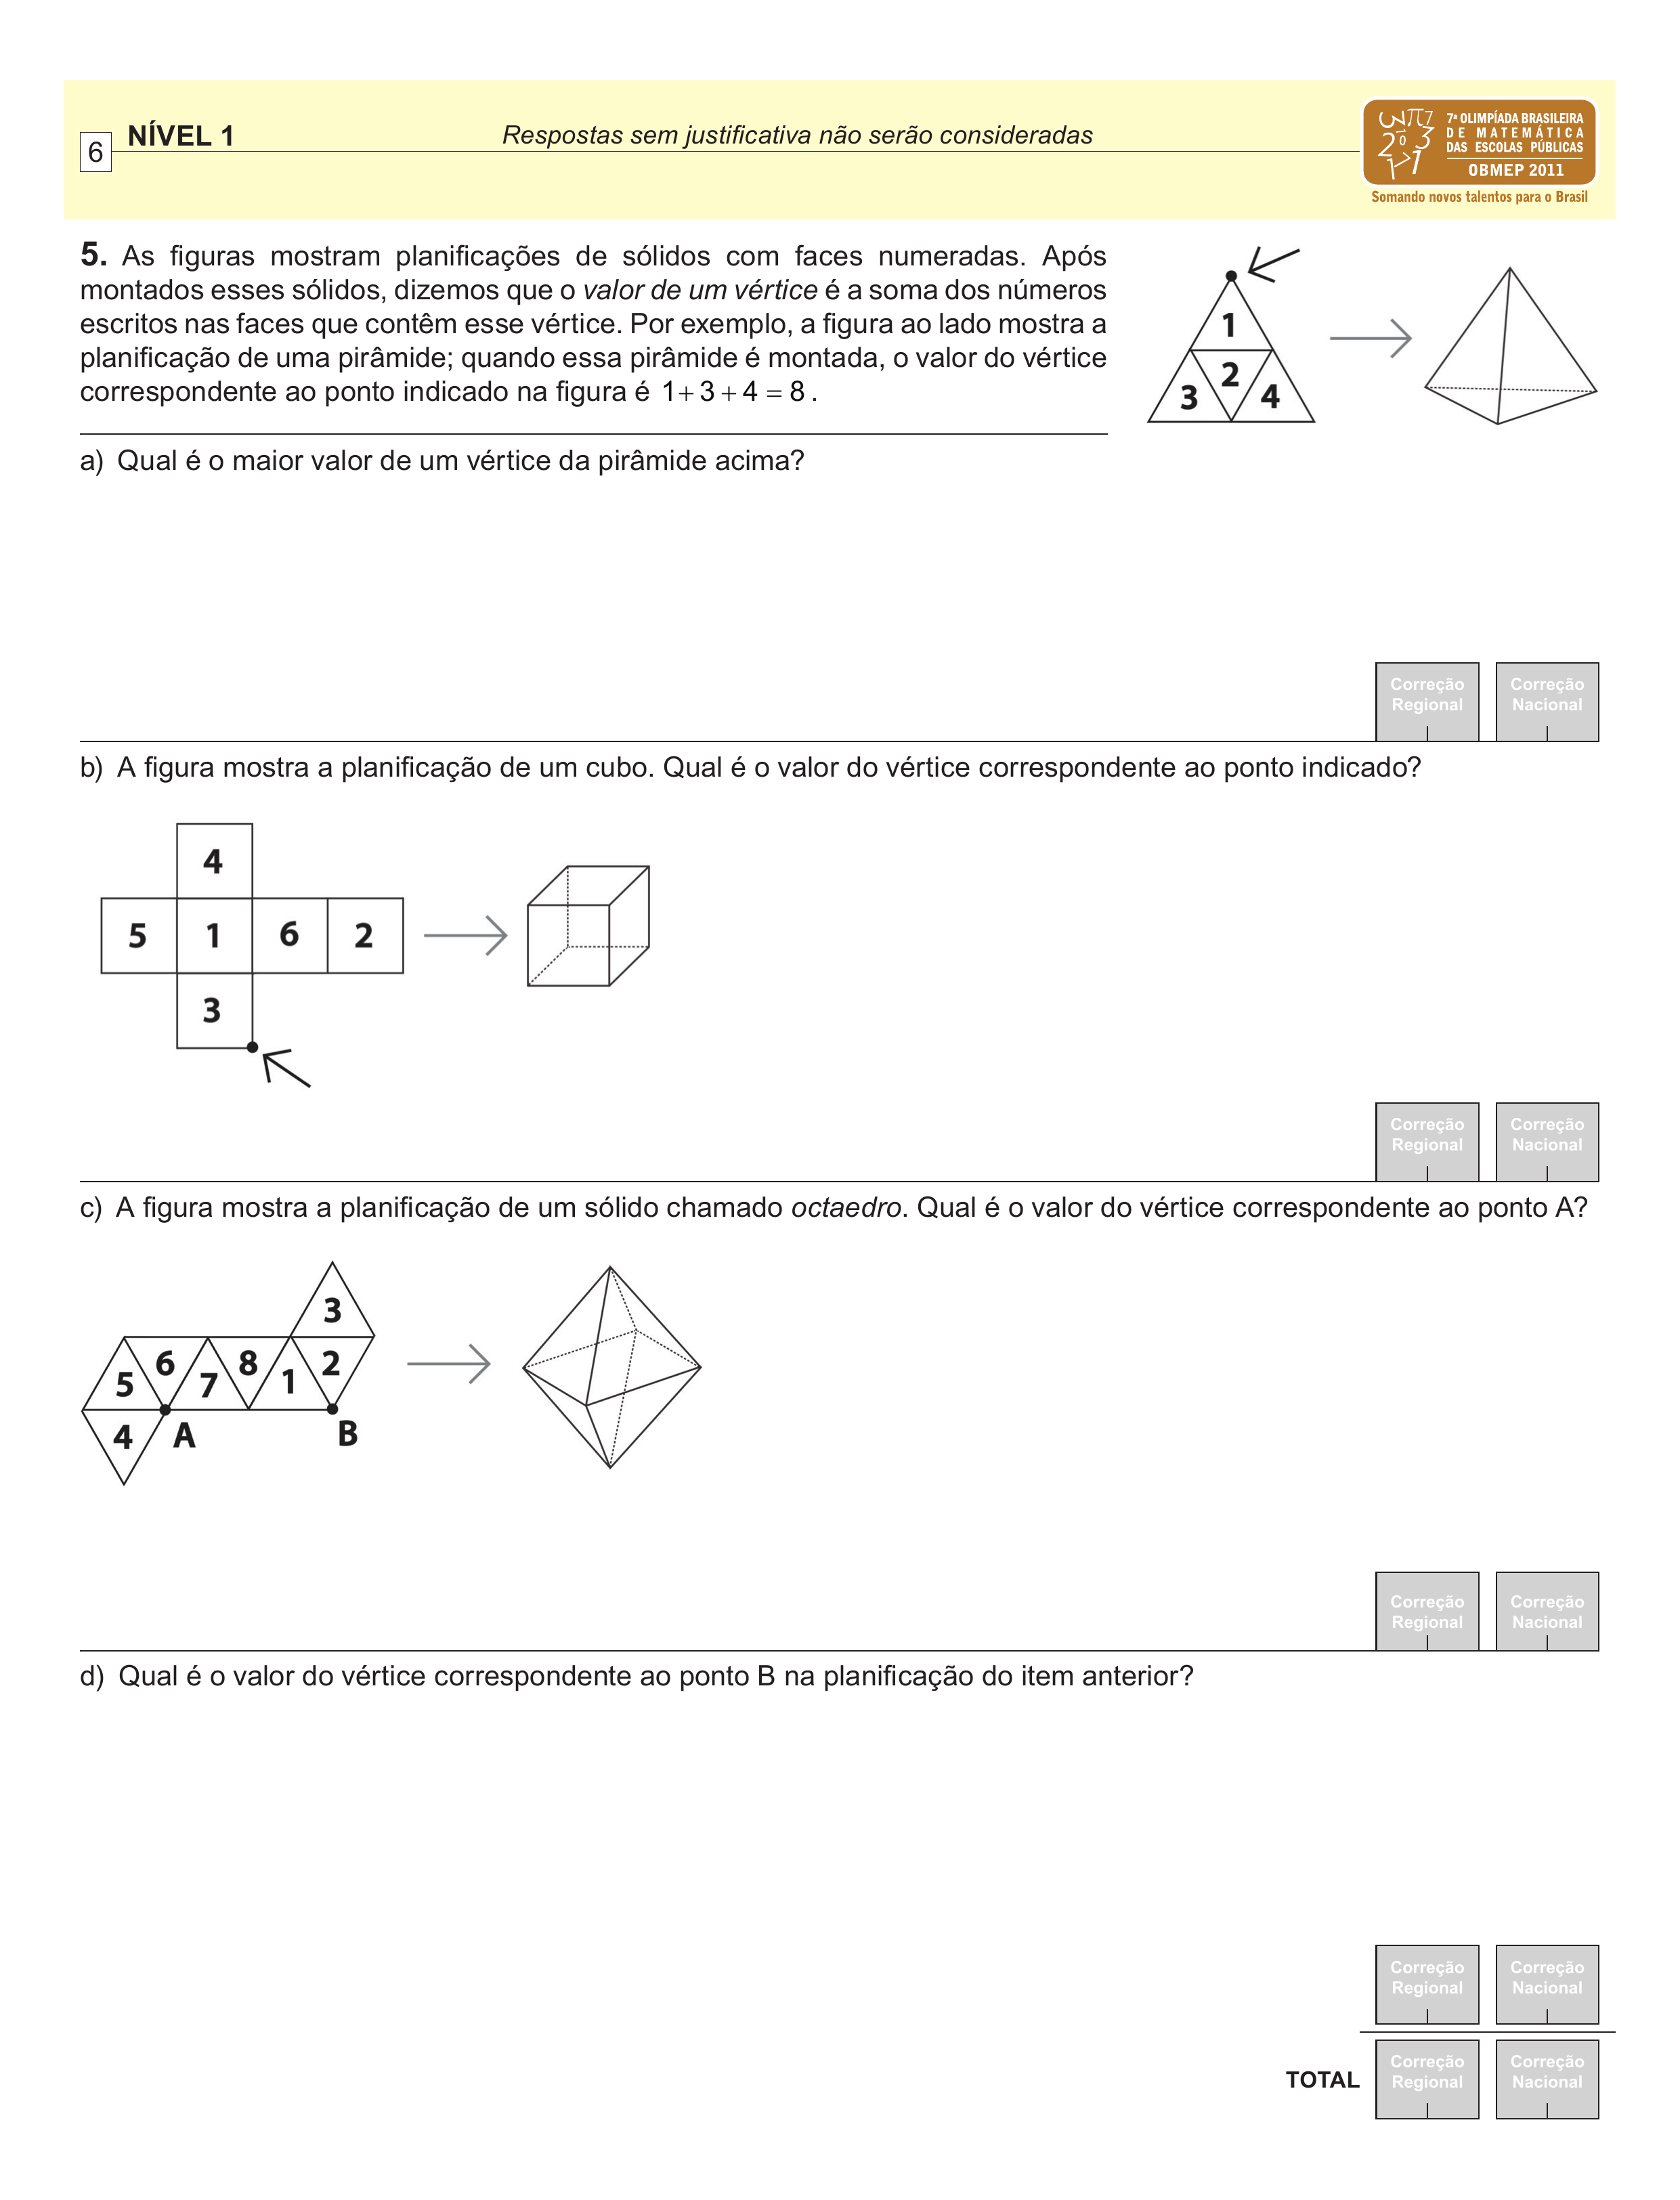 6
NÍVEL 1
Respostas sem justificativa não serão consideradas
7ª OLIMPÍADA BRASILEIRA
DE MATEMÁTICA
DAS ESCOLAS PÚBLICAS
OBMEP 2011
Somando novos talentos para o Brasil
5. As figuras mostram planificações de sólidos com faces numeradas. Após
montados esses sólidos, dizemos que o valor de um vértice é a soma dos números
escritos nas faces que contêm esse vértice. Por exemplo, a figura ao lado mostra a
planificação de uma pirâmide; quando essa pirâmide é montada, o valor do vértice
correspondente ao ponto indicado na figura é 1+ 3 + 4 = 8 .
1
2
3 4
a) Qual é o maior valor de um vértice da pirâmide acima?
Correção Regional
Correção Nacional
b) A figura mostra a planificação de um cubo. Qual é o valor do vértice correspondente ao ponto indicado?
4
5 1 6 2
3
Correção Regional
Correção Nacional
c) A figura mostra a planificação de um sólido chamado octaedro. Qual é o valor do vértice correspondente ao ponto A?
3
5 6 7 8 1 2
4 A B
Correção Regional
Correção Nacional
d) Qual é o valor do vértice correspondente ao ponto B na planificação do item anterior?
Correção Regional
Correção Nacional
TOTAL
Correção Regional
Correção Nacional